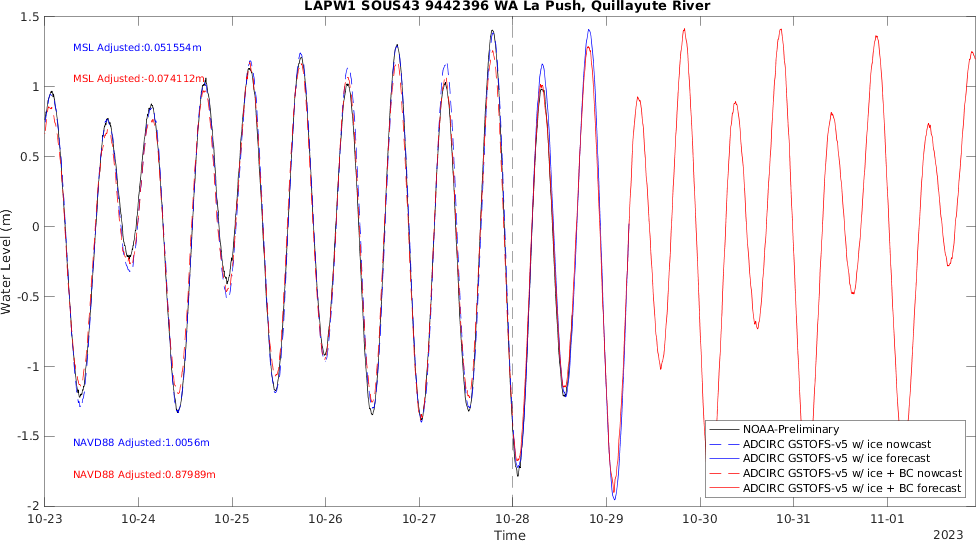 LAPW1 SOUS43 9442396 WA La Push, Quillayute River
1.5
1
0.5
0
-0.5
-1
-1.5
-2
Water Level (m)
MSL Adjusted:0.051554m
MSL Adjusted:-0.074112m
NAVD88 Adjusted:1.0056m
NAVD88 Adjusted:0.87989m
NOAA-Preliminary
ADCIRC GSTOFS-v5 w/ ice nowcast
ADCIRC GSTOFS-v5 w/ ice forecast
ADCIRC GSTOFS-v5 w/ ice + BC nowcast
ADCIRC GSTOFS-v5 w/ ice + BC forecast
10-23 10-24 10-25 10-26 10-27 10-28 10-29 10-30 10-31 11-01
Time
2023